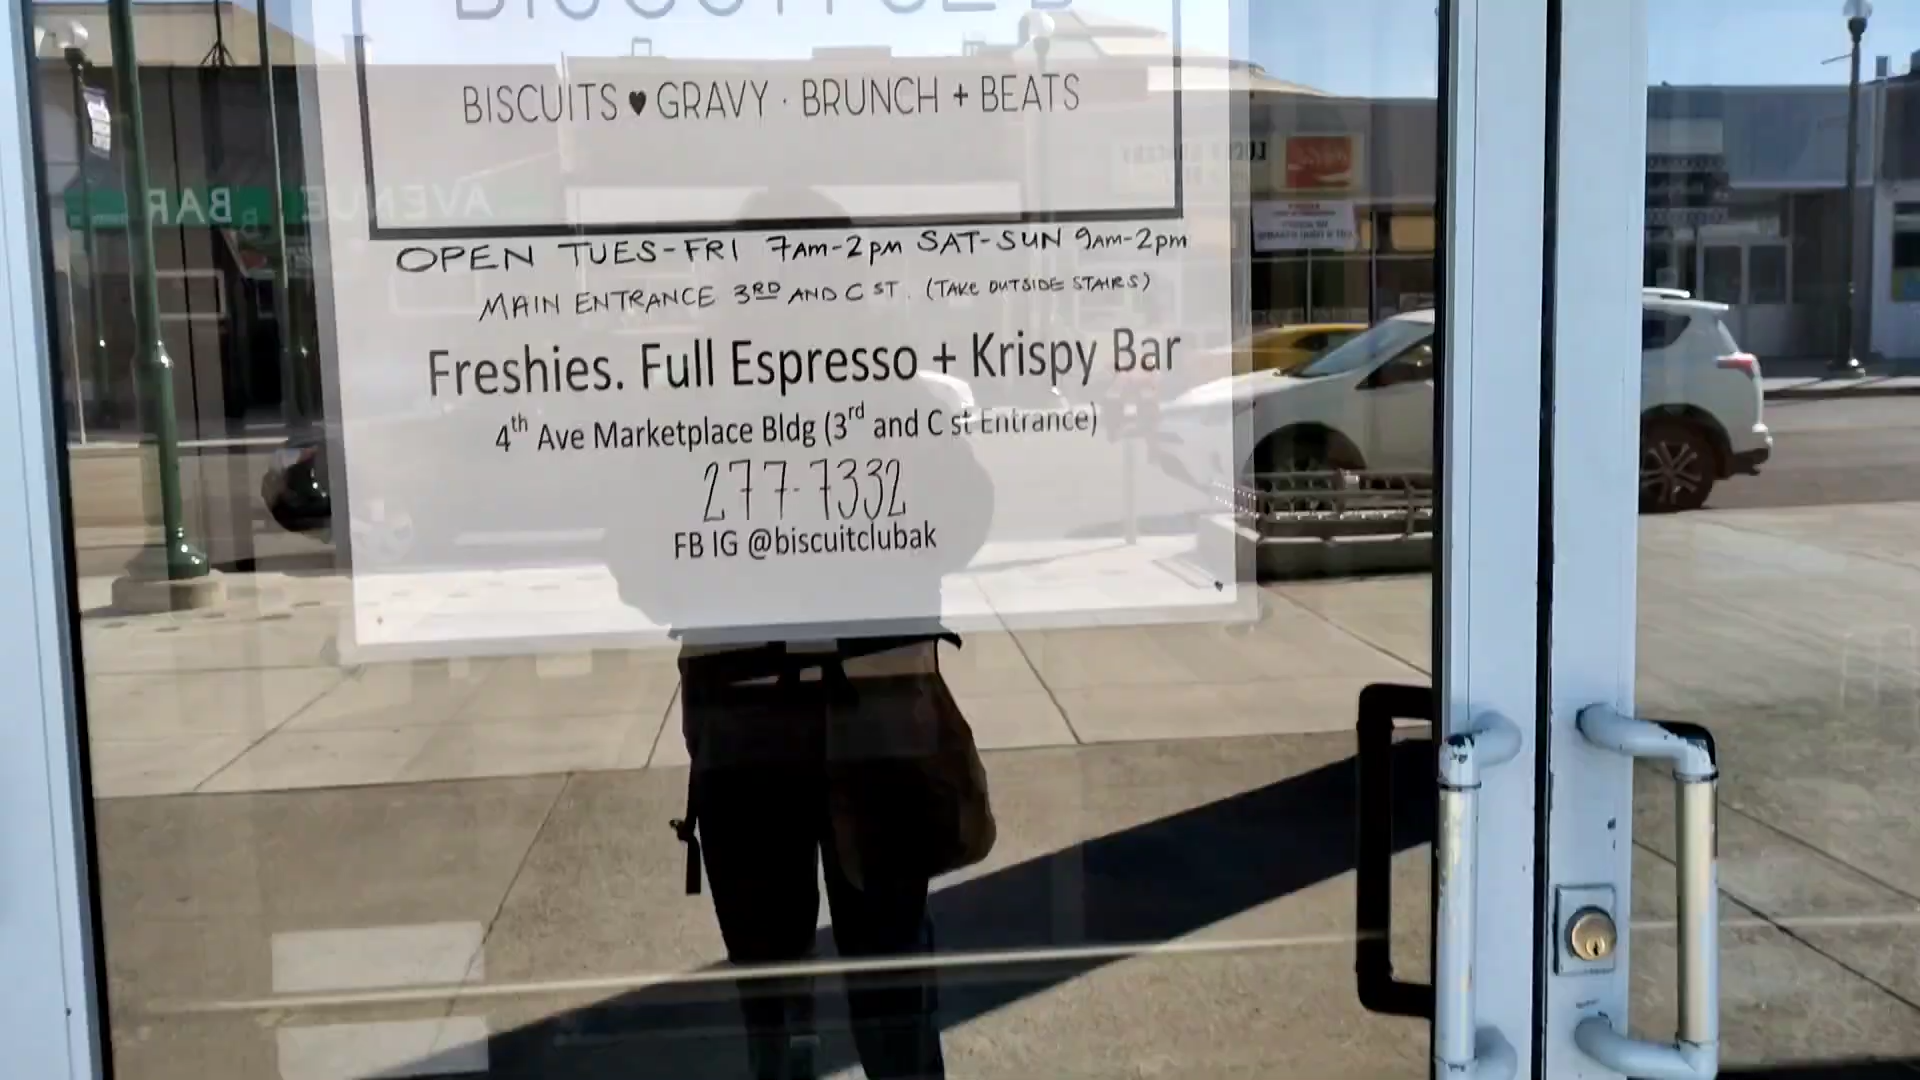 BISCUITS ♥ GRAVY · BRUNCH + BEATS
OPEN TUES-FRI 7AM-2PM SAT-SUN 9AM-2PM
MAIN ENTRANCE 3RD AND C ST. (TAKE OUTSIDE STAIRS)
Freshies. Full Espresso + Krispy Bar
4th Ave Marketplace Bldg (3rd and C st Entrance)
277-7332
FB IG @biscuitclubak
AVENUE BAR